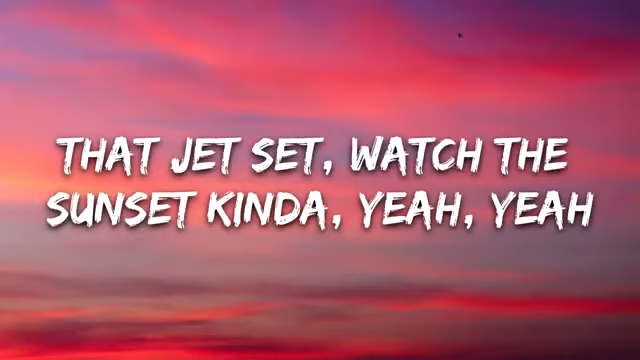 THAT JET SET, WATCH THE
SUNSET KINDA, YEAH, YEAH